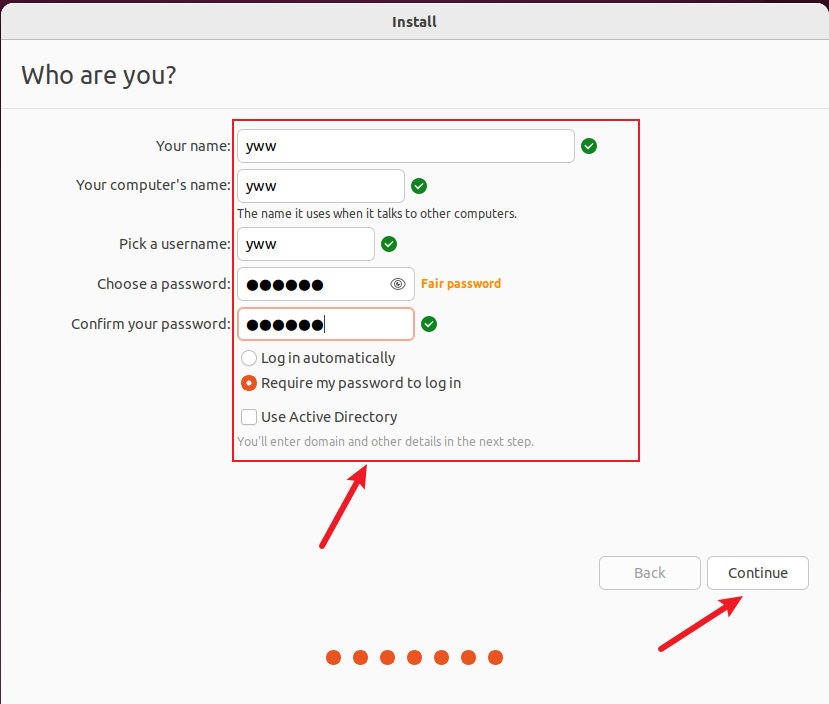 Install
Who are you?
Your name: yww
Your computer's name: yww
The name it uses when it talks to other computers.
Pick a username: yww
Choose a password: ●●●●●● Fair password
Confirm your password: ●●●●●●
Log in automatically
Require my password to log in
Use Active Directory
You'll enter domain and other details in the next step.
Back Continue